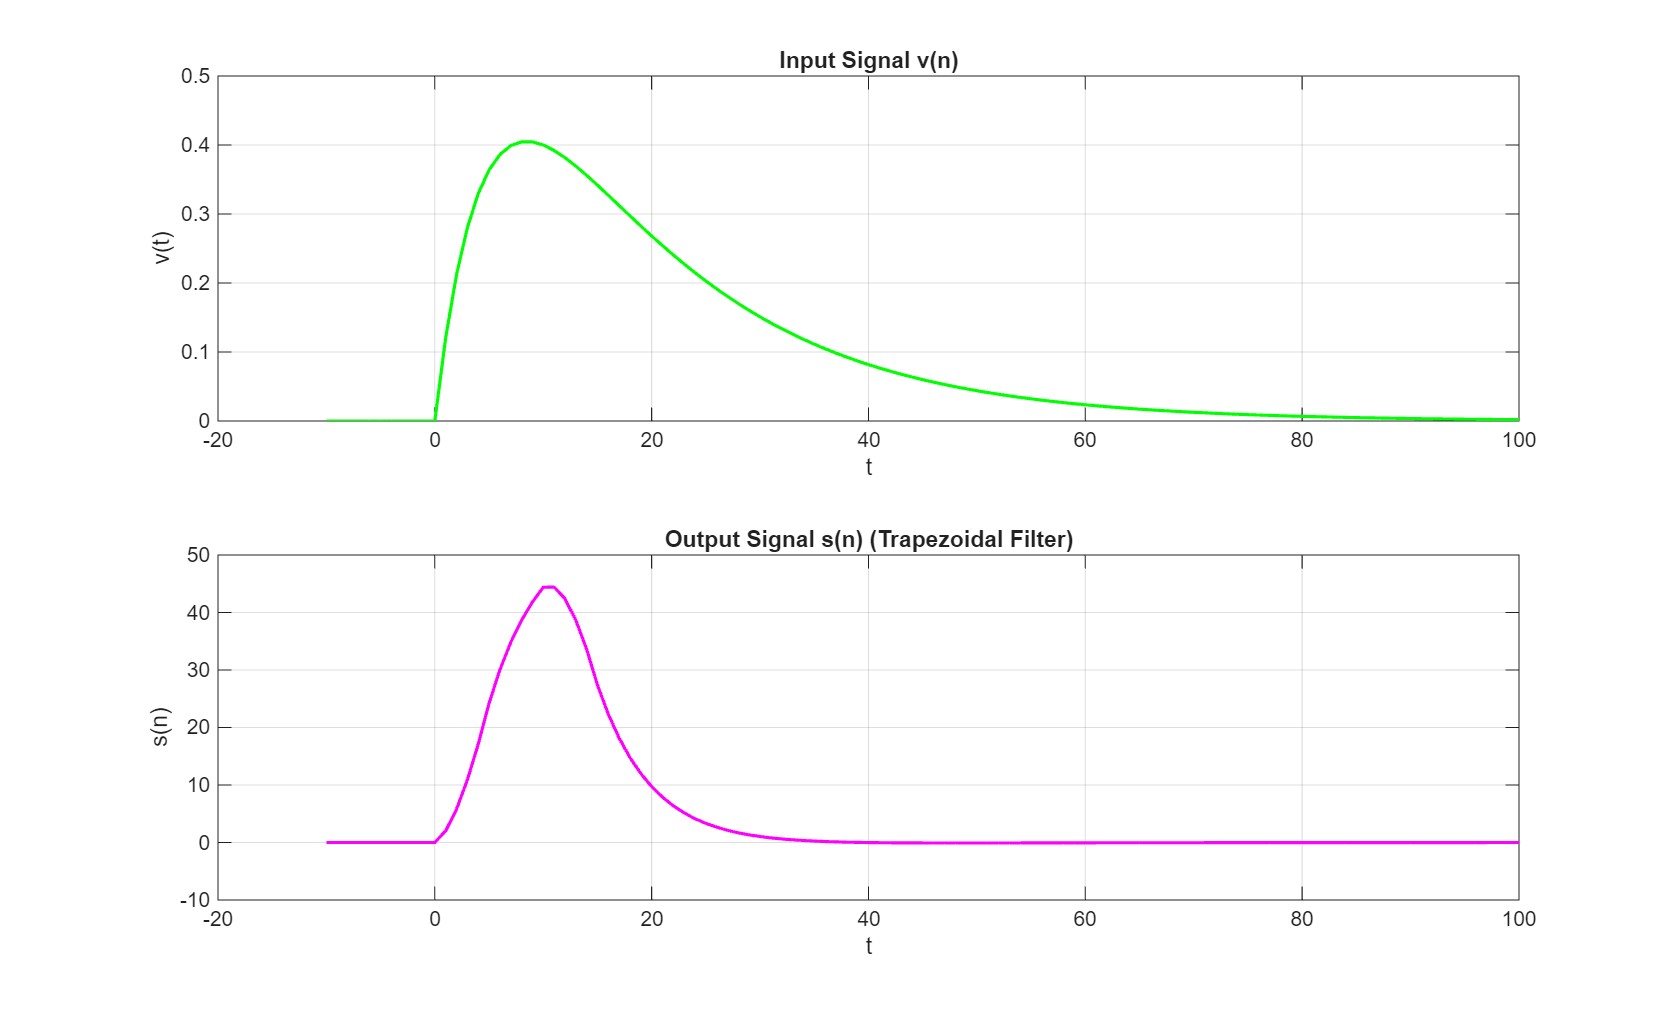 Input Signal v(n)
0.5
0.4
0.3
0.2
0.1
0
v(t)
-20 0 20 40 60 80 100
t
Output Signal s(n) (Trapezoidal Filter)
50
40
30
20
10
0
-10
s(n)
-20 0 20 40 60 80 100
t